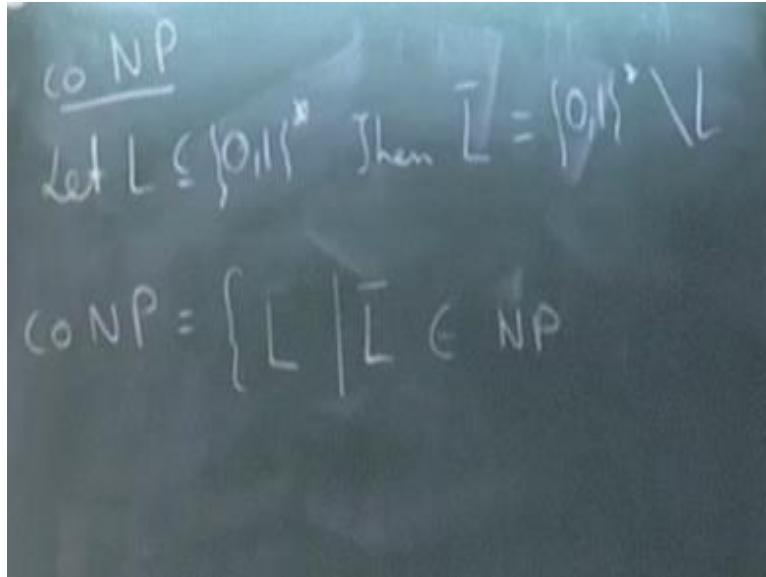 co NP
Let L ⊆ {0,1}* Then L̅ = {0,1}* \ L
CoNP = { L | L̅ ∈ NP